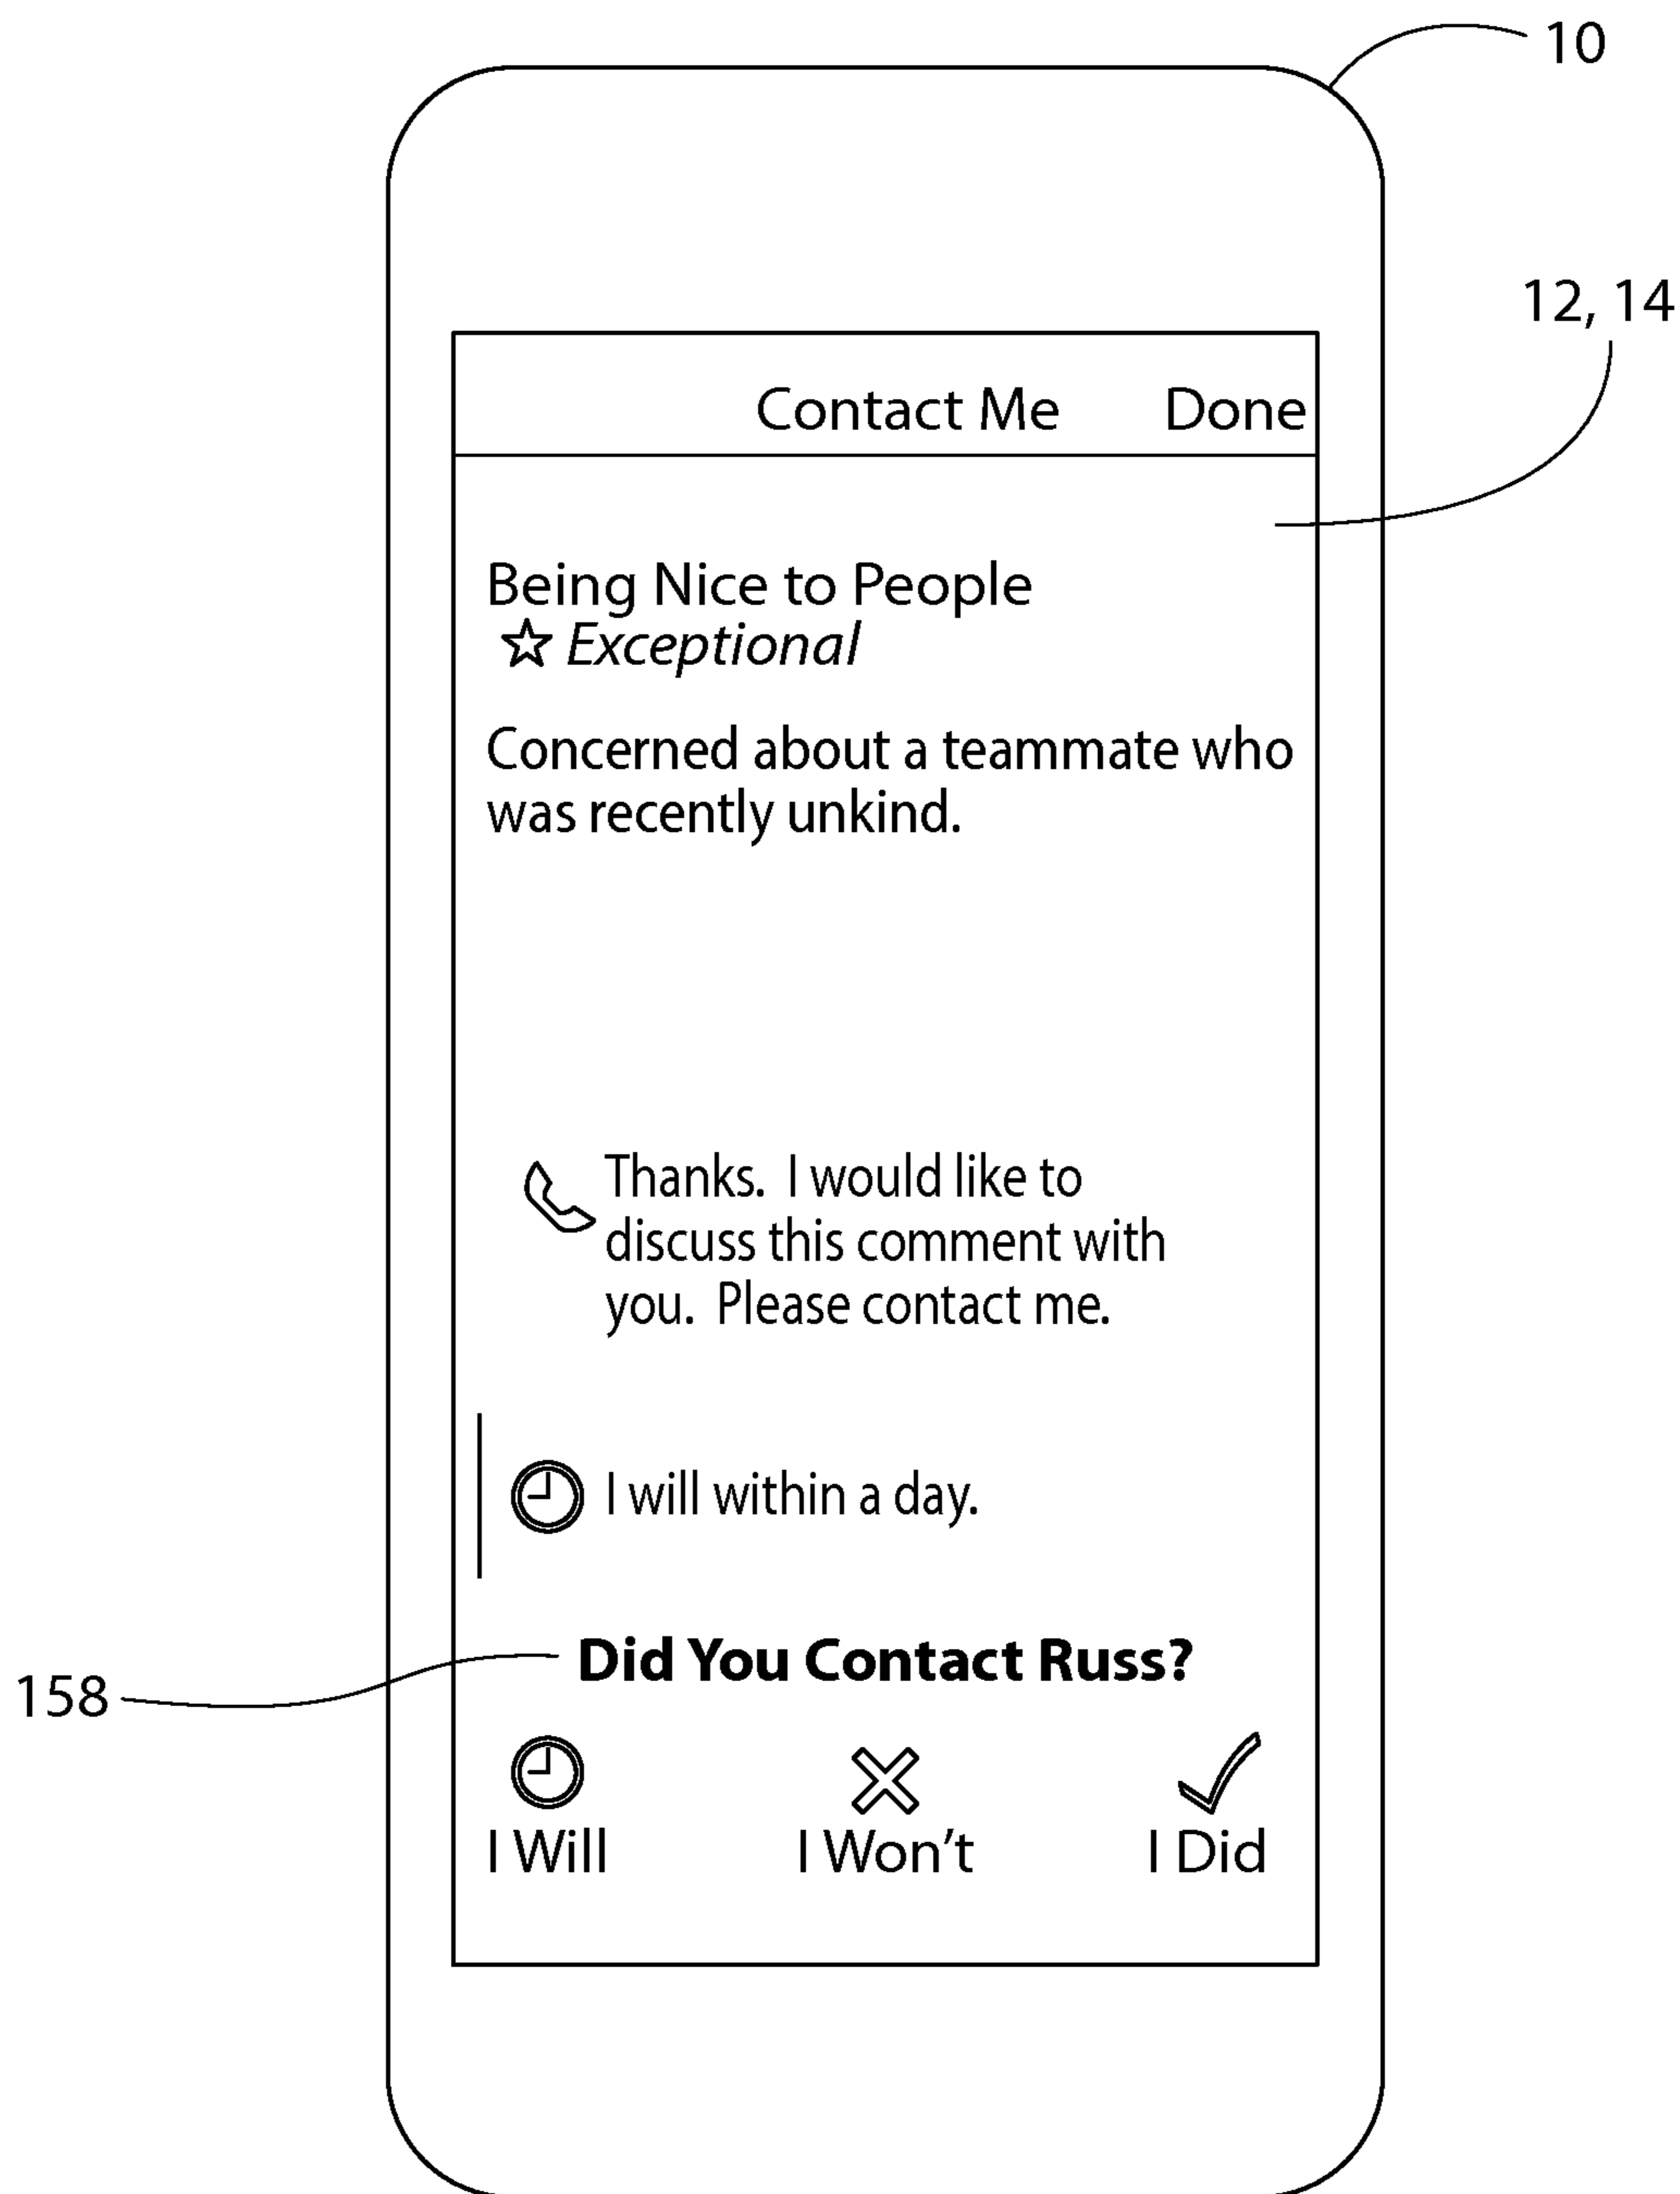 10
12, 14
Contact Me Done
Being Nice to People
Exceptional
Concerned about a teammate who
was recently unkind.
Thanks. I would like to
discuss this comment with
you. Please contact me.
I will within a day.
Did You Contact Russ?
158
I Will I Won't I Did